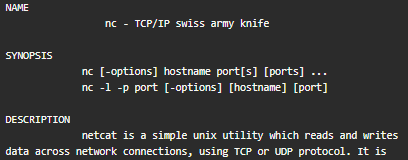 NAME
nc - TCP/IP swiss army knife
SYNOPSIS
nc [-options] hostname port[s] [ports] ...
nc -l -p port [-options] [hostname] [port]
DESCRIPTION
netcat is a simple unix utility which reads and writes
data across network connections, using TCP or UDP protocol. It is